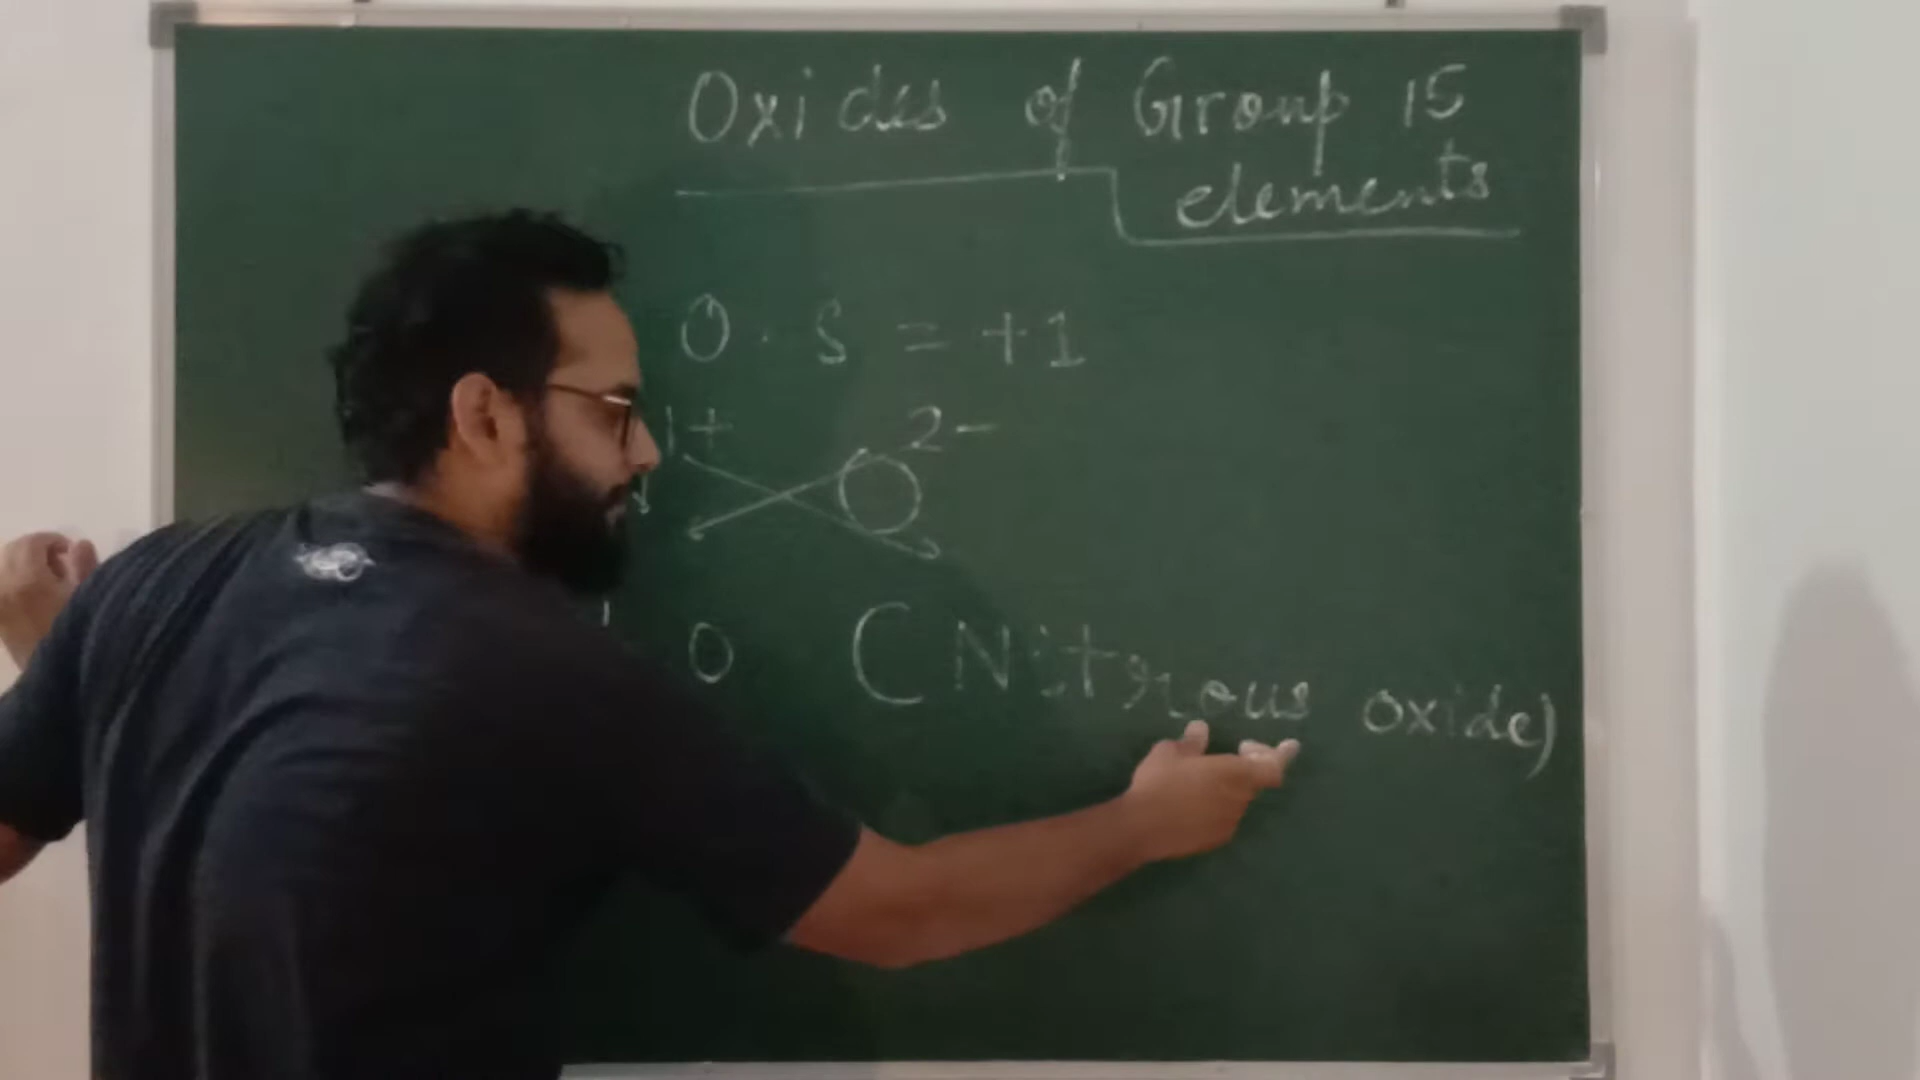 Oxides of Group 15
elements
O.S = +1
1+ O 2-
O (Nitrous oxide)